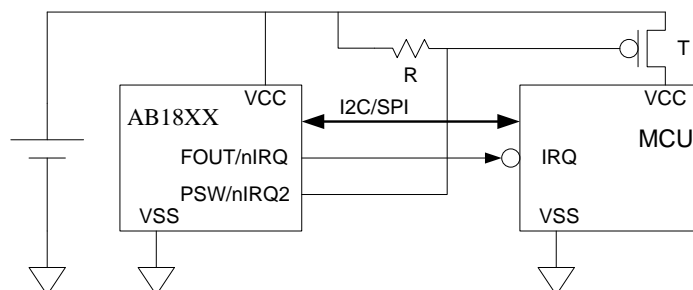 R
T
VCC
AB18XX
I2C/SPI
VCC
MCU
FOUT/nIRQ
IRQ
PSW/nIRQ2
VSS
VSS